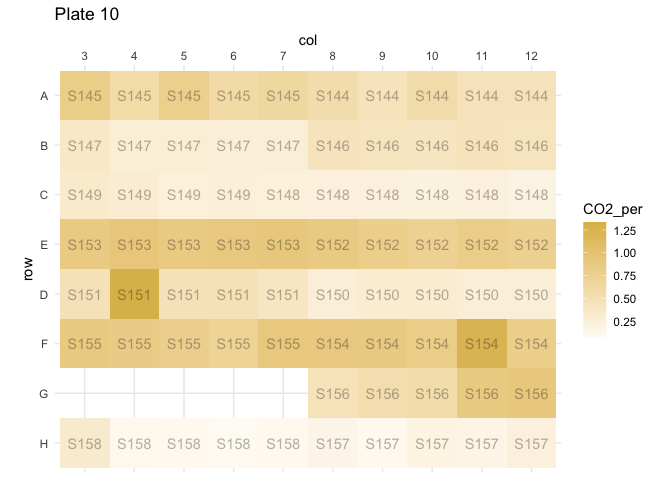 Plate 10
col
3 4 5 6 7 8 9 10 11 12
A S145 S145 S145 S145 S145 S144 S144 S144 S144 S144
B S147 S147 S147 S147 S147 S146 S146 S146 S146 S146
C S149 S149 S149 S149 S148 S148 S148 S148 S148 S148
E S153 S153 S153 S153 S153 S152 S152 S152 S152 S152
row
D S151 S151 S151 S151 S151 S150 S150 S150 S150 S150
F S155 S155 S155 S155 S155 S154 S154 S154 S154 S154
G S156 S156 S156 S156 S156
H S158 S158 S158 S158 S158 S157 S157 S157 S157 S157
CO2_per
1.25
1.00
0.75
0.50
0.25